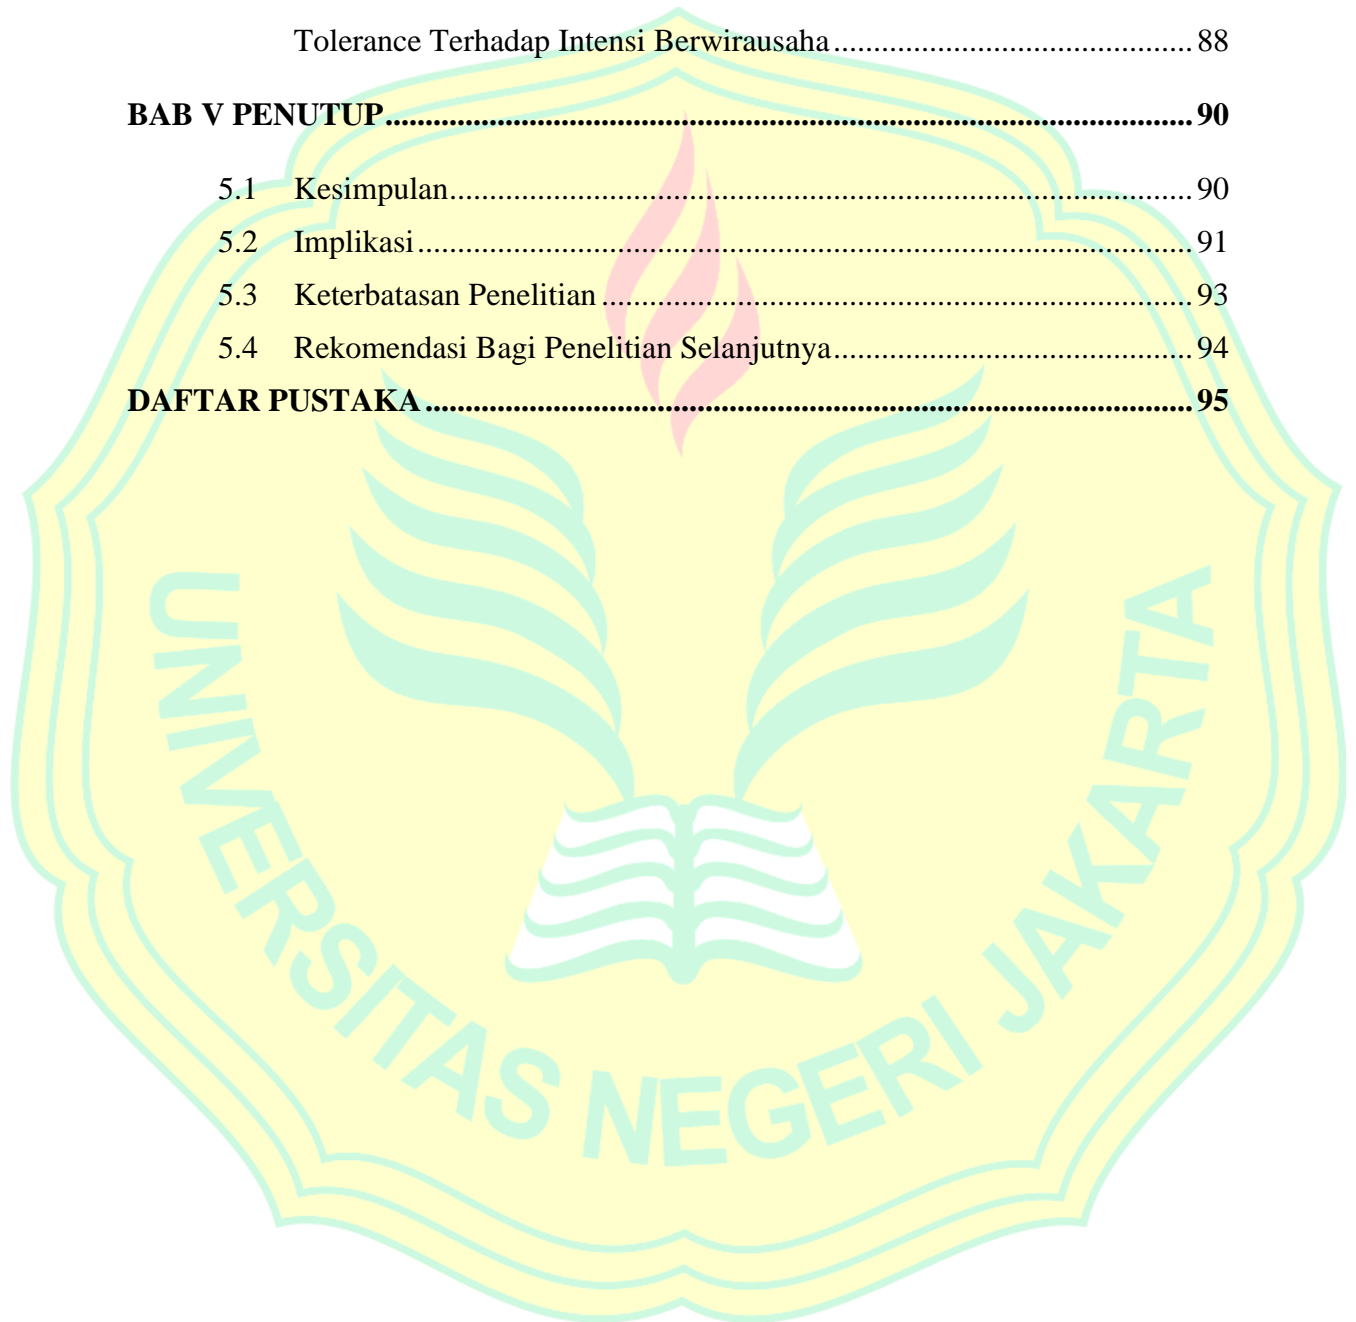 Tolerance Terhadap Intensi Berwirausaha............................................. 88
BAB V PENUTUP..................................................................................................... 90
5.1 Kesimpulan............................................................................................. 90
5.2 Implikasi ................................................................................................. 91
5.3 Keterbatasan Penelitian .......................................................................... 93
5.4 Rekomendasi Bagi Penelitian Selanjutnya............................................. 94
DAFTAR PUSTAKA ................................................................................................ 95
UNIVERSITAS NEGERI JAKARTA